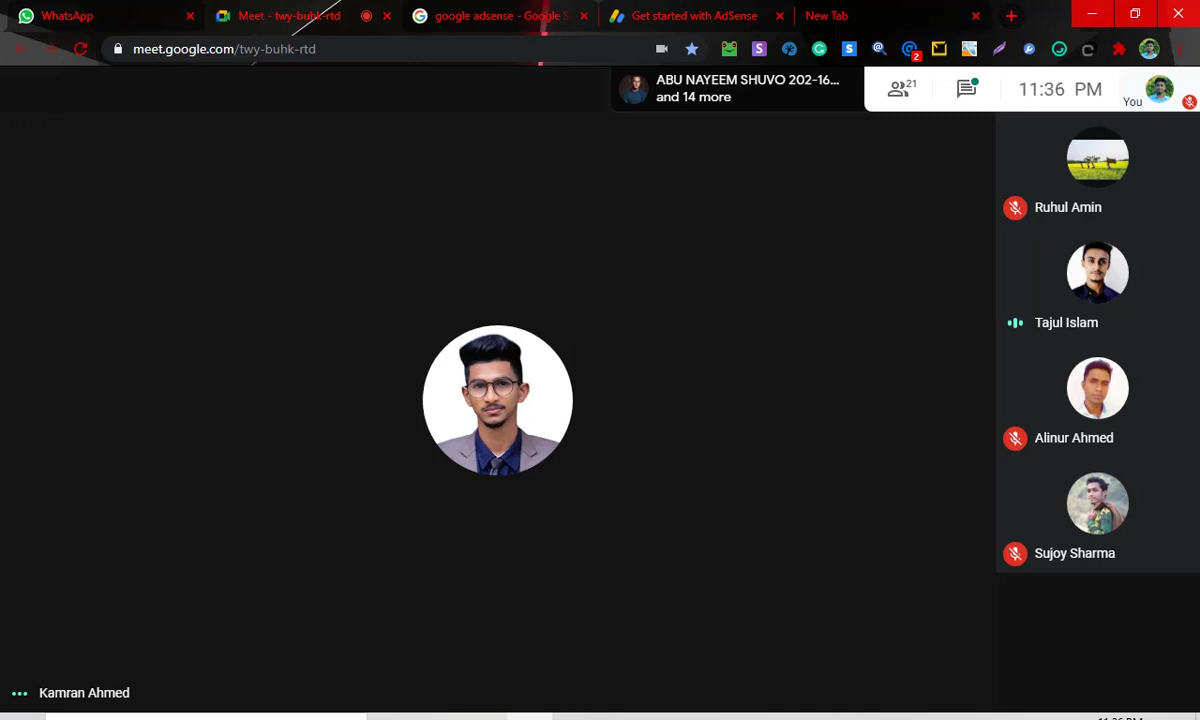 WhatsApp
Meet - twy-buhk-rtd
google adsense - Google S
Get started with AdSense
New Tab
meet.google.com/twy-buhk-rtd
2
ABU NAYEEM SHUVO 202-16...
and 14 more
21
11:36 PM
You
Ruhul Amin
Tajul Islam
Alinur Ahmed
Sujoy Sharma
Kamran Ahmed